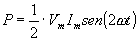 P = 1/2 · V_m I_m sen(2ωt)